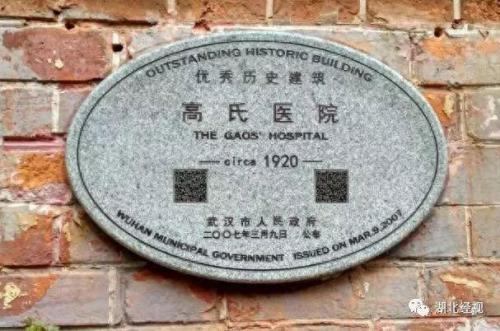 OUTSTANDING HISTORIC BUILDING
优秀历史建筑
高氏医院
THE GAOS' HOSPITAL
circa 1920
武汉市人民政府
二〇〇七年三月九日 公布
WUHAN MUNICIPAL GOVERNMENT ISSUED ON MAR.9.2007
湖北经视